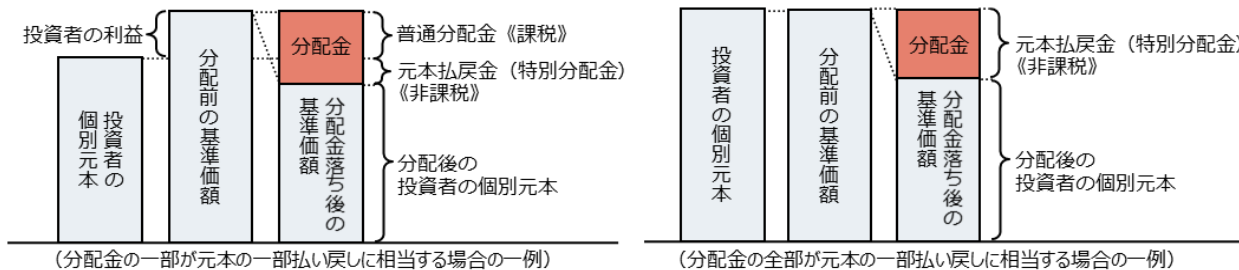 投資者の利益
投資者の
個別元本
分配前の基準価額
分配金
分配金落ち後の
基準価額
普通分配金《課税》
元本払戻金（特別分配金）
《非課税》
分配後の
投資者の個別元本
（分配金の一部が元本の一部払い戻しに相当する場合の一例）
投資者の個別元本
分配前の基準価額
分配金
分配金落ち後の
基準価額
元本払戻金（特別分配金）
《非課税》
分配後の
投資者の個別元本
（分配金の全部が元本の一部払い戻しに相当する場合の一例）